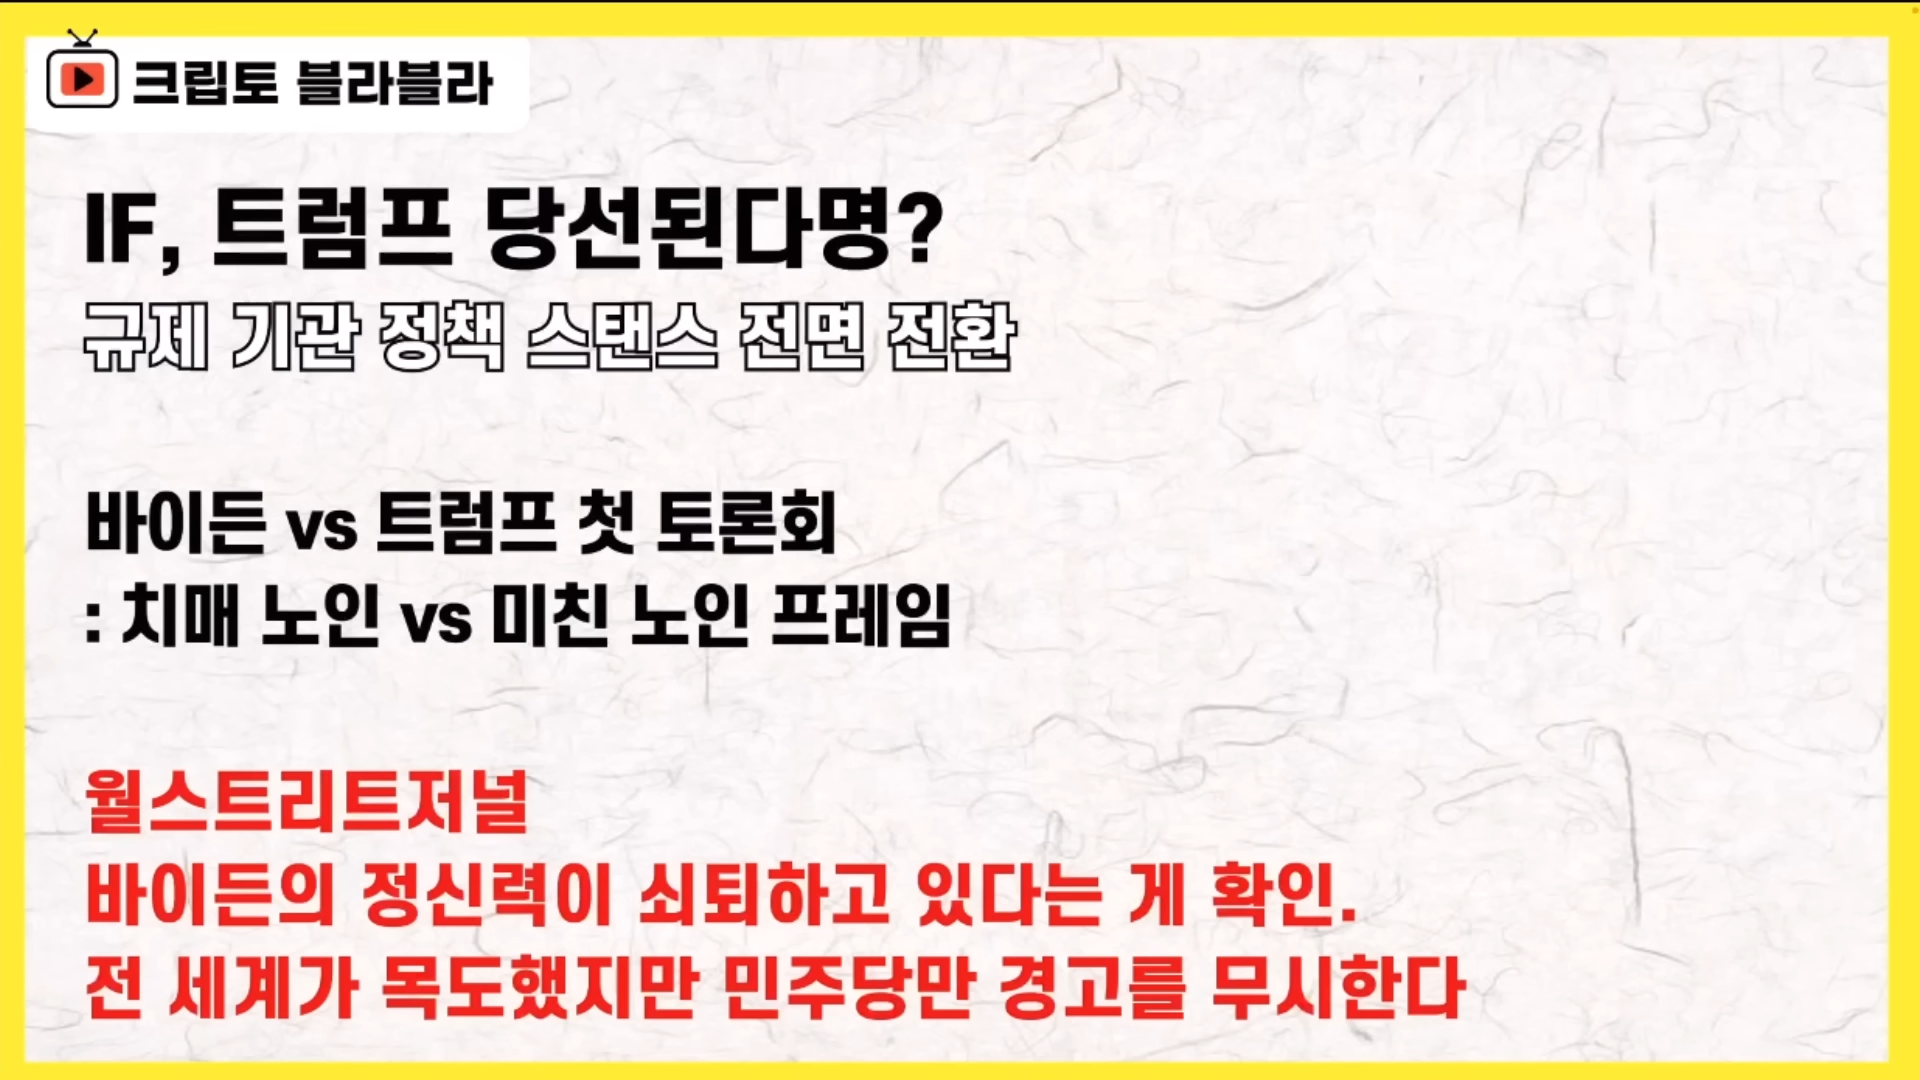 크립토 블라블라
IF, 트럼프 당선된다명?
규제 기관 정책 스탠스 전면 전환
바이든 vs 트럼프 첫 토론회
: 치매 노인 vs 미친 노인 프레임
월스트리트저널
바이든의 정신력이 쇠퇴하고 있다는 게 확인.
전 세계가 목도했지만 민주당만 경고를 무시한다